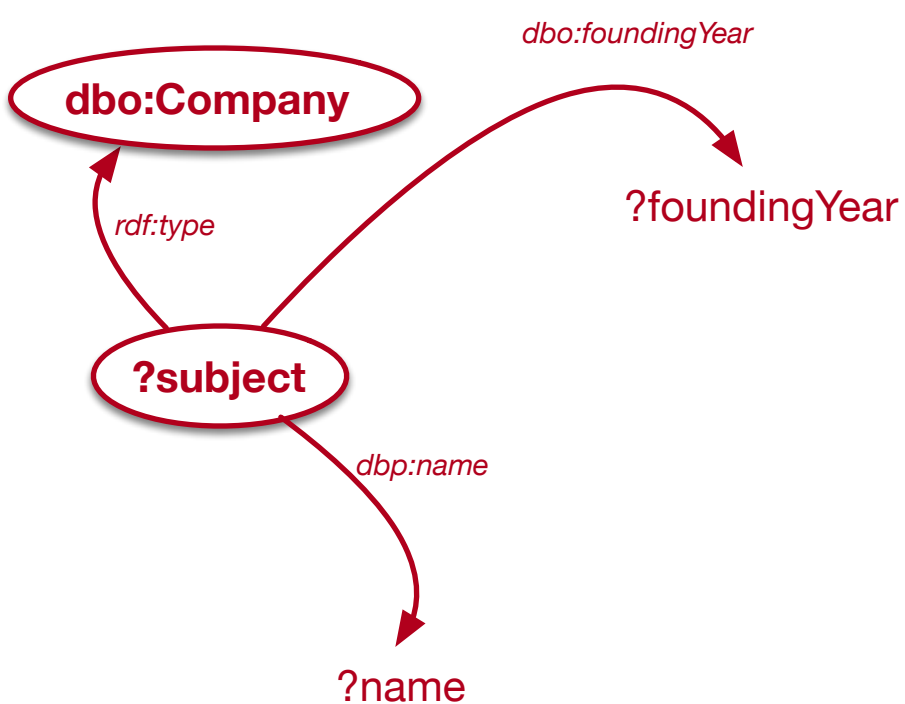 dbo:foundingYear
dbo:Company
?foundingYear
rdf:type
?subject
dbp:name
?name